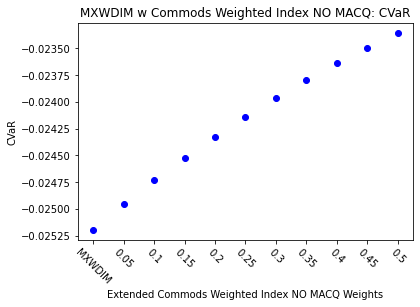 MXWDIM w Commods Weighted Index NO MACQ: CVaR
CVaR
−0.02350
−0.02375
−0.02400
−0.02425
−0.02450
−0.02475
−0.02500
−0.02525
MXWDIM 0.05 0.1 0.15 0.2 0.25 0.3 0.35 0.4 0.45 0.5
Extended Commods Weighted Index NO MACQ Weights